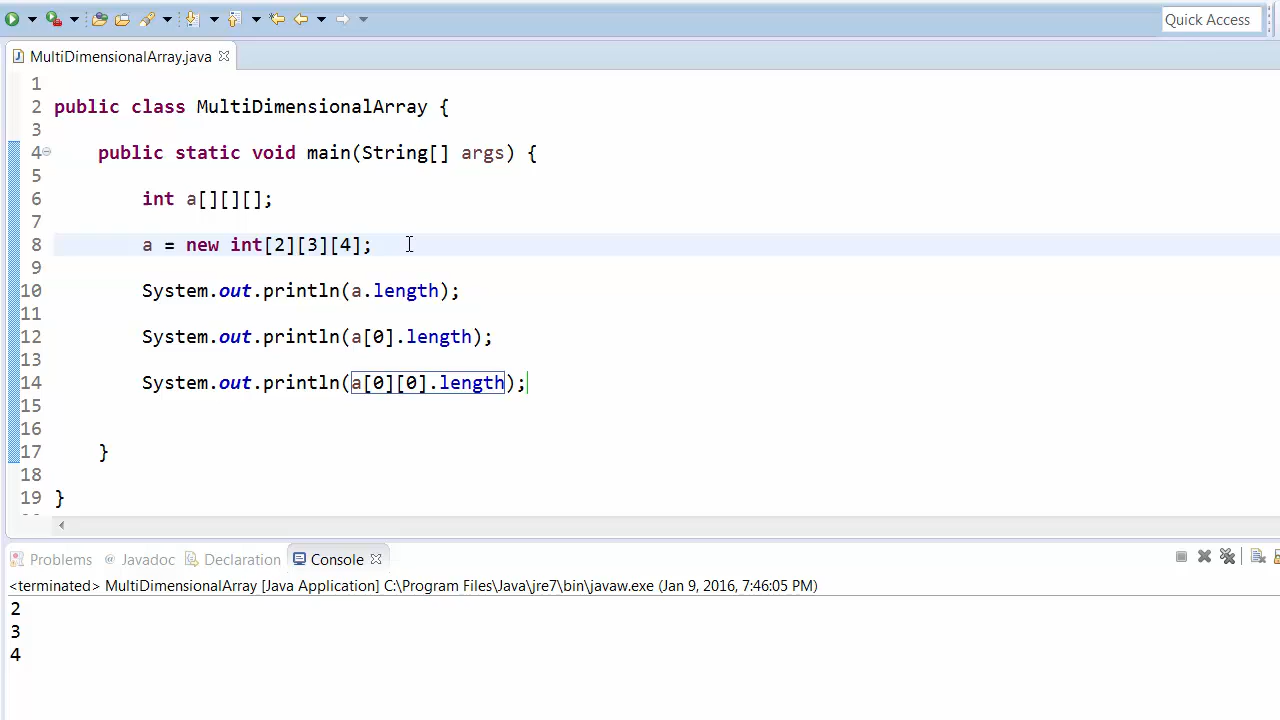 Quick Access
MultiDimensionalArray.java
1
2 public class MultiDimensionalArray {
3
4 public static void main(String[] args) {
5
6 int a[][][];
7
8 a = new int[2][3][4];
9
10 System.out.println(a.length);
11
12 System.out.println(a[0].length);
13
14 System.out.println(a[0][0].length);
15
16
17 }
18
19 }
Problems @ Javadoc Declaration Console
<terminated> MultiDimensionalArray [Java Application] C:\Program Files\Java\jre7\bin\javaw.exe (Jan 9, 2016, 7:46:05 PM)
2
3
4